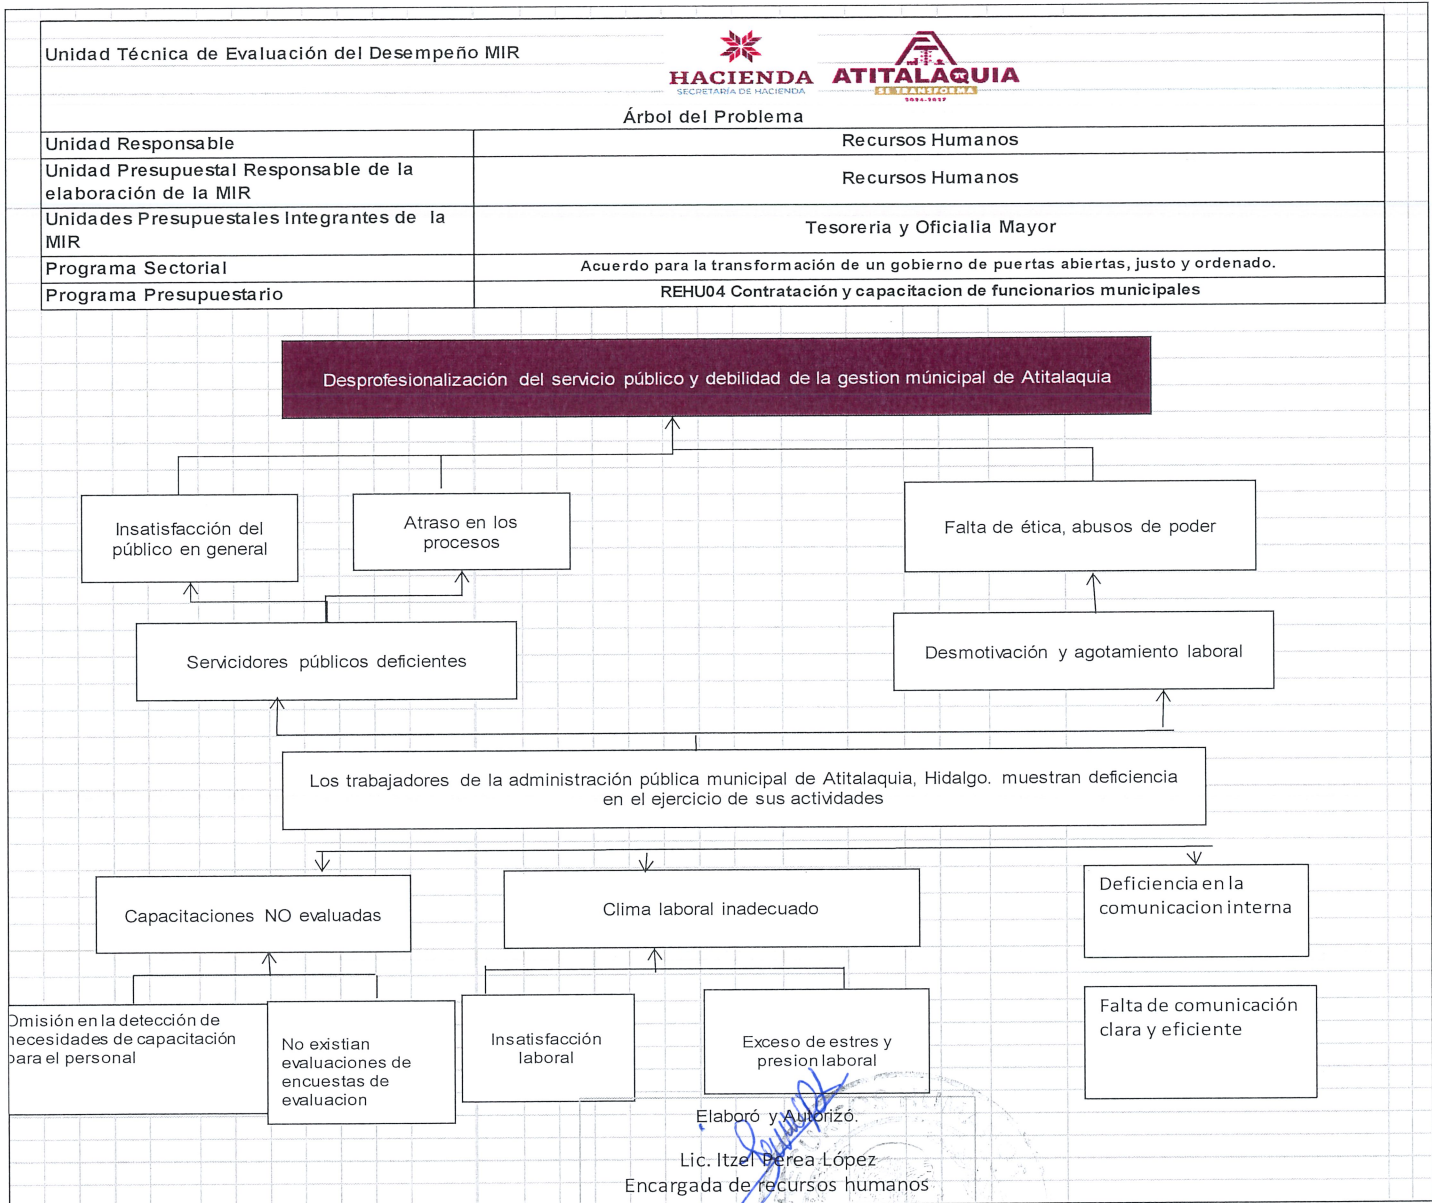 Unidad Técnica de Evaluación del Desempeño MIR
HACIENDA
SECRETARÍA DE HACIENDA
ATITALAQUIA
SE TRANSFORMA
2024-2027
Árbol del Problema
Unidad Responsable
Recursos Humanos
Unidad Presupuestal Responsable de la
elaboración de la MIR
Recursos Humanos
Unidades Presupuestales Integrantes de la
MIR
Tesoreria y Oficialia Mayor
Programa Sectorial
Acuerdo para la transformación de un gobierno de puertas abiertas, justo y ordenado.
Programa Presupuestario
REHU04 Contratación y capacitacion de funcionarios municipales
Desprofesionalización del servicio público y debilidad de la gestion múnicipal de Atitalaquia
Insatisfacción del
público en general
Atraso en los
procesos
Falta de ética, abusos de poder
Servicidores públicos deficientes
Desmotivación y agotamiento laboral
Los trabajadores de la administración pública municipal de Atitalaquia, Hidalgo. muestran deficiencia
en el ejercicio de sus actividades
Capacitaciones NO evaluadas
Clima laboral inadecuado
Deficiencia en la
comunicacion interna
Omisión en la detección de
necesidades de capacitación
para el personal
No existian
evaluaciones de
encuestas de
evaluacion
Insatisfacción
laboral
Exceso de estres y
presion laboral
Falta de comunicación
clara y eficiente
Elaboró y Autorizó.
Lic. Itzel Perea López
Encargada de recursos humanos